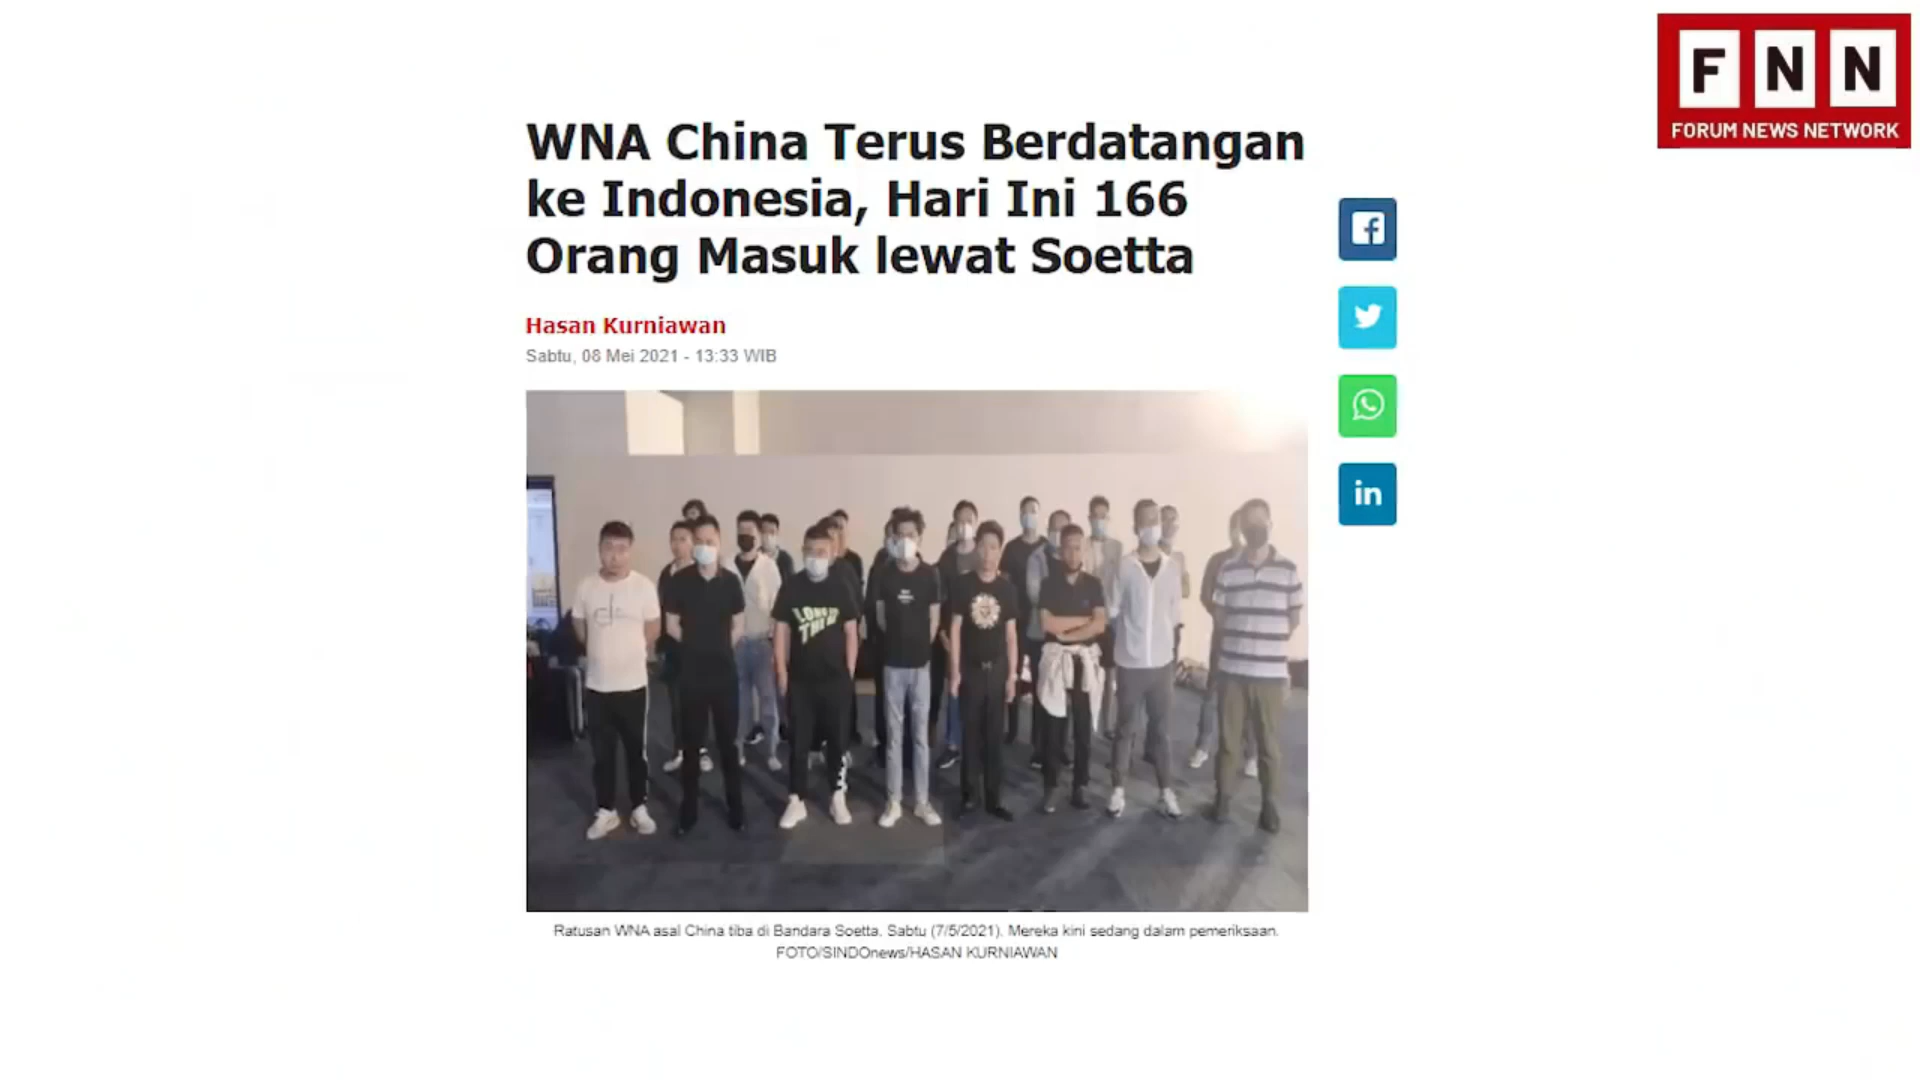 FNN
FORUM NEWS NETWORK
WNA China Terus Berdatangan
ke Indonesia, Hari Ini 166
Orang Masuk lewat Soetta
Hasan Kurniawan
Sabtu, 08 Mei 2021 - 13:33 WIB
in
LONG
Ratusan WNA asal China tiba di Bandara Soetta, Sabtu (7/5/2021). Mereka kini sedang dalam pemeriksaan.
FOTO/SINDOnews/HASAN KURNIAWAN